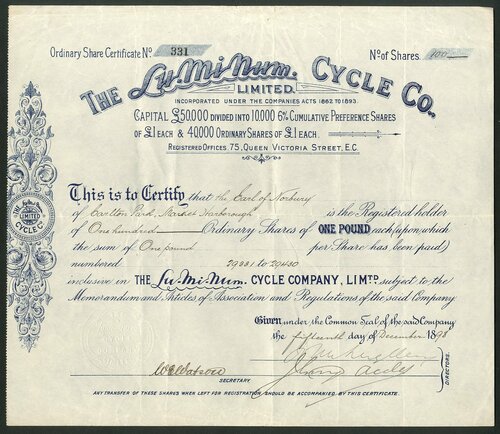 Ordinary Share Certificate No. 331
No of Shares 100
THE Lu-Mi-Num. CYCLE Co.
LIMITED.
INCORPORATED UNDER THE COMPANIES ACTS 1862 TO 1893.
CAPITAL £50,000 DIVIDED INTO 10,000 6% CUMULATIVE PREFERENCE SHARES
OF £1 EACH & 40,000 ORDINARY SHARES OF £1 EACH.
REGISTERED OFFICES, 75, QUEEN VICTORIA STREET, E.C.
This is to Certify that the Earl of Norbury
of Carlton Park, Market Harborough is the Registered holder
of One hundred Ordinary Shares of ONE POUND each (upon which
the sum of One pound per Share has been paid)
numbered 29331 to 29430
inclusive in THE Lu-Mi-Num. CYCLE COMPANY, LIMTD. subject to the
Memorandum and Articles of Association and Regulations of the said Company
Given under the Common Seal of the said Company
the fifteenth day of December 1898
DIRECTORS.
W E Watson
SECRETARY.
ANY TRANSFER OF THESE SHARES WHEN LEFT FOR REGISTRATION SHOULD BE ACCOMPANIED BY THIS CERTIFICATE.
THE
LIMITED
CYCLE Co